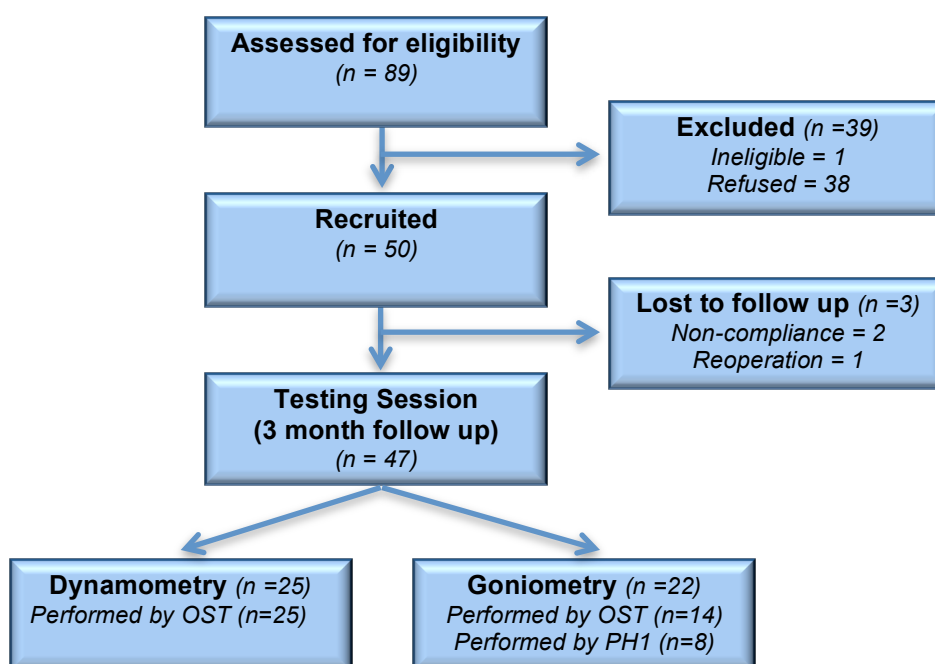 Assessed for eligibility
(n = 89)
Excluded (n =39)
Ineligible = 1
Refused = 38
Recruited
(n = 50)
Lost to follow up (n =3)
Non-compliance = 2
Reoperation = 1
Testing Session
(3 month follow up)
(n = 47)
Dynamometry (n =25)
Performed by OST (n=25)
Goniometry (n =22)
Performed by OST (n=14)
Performed by PH1 (n=8)